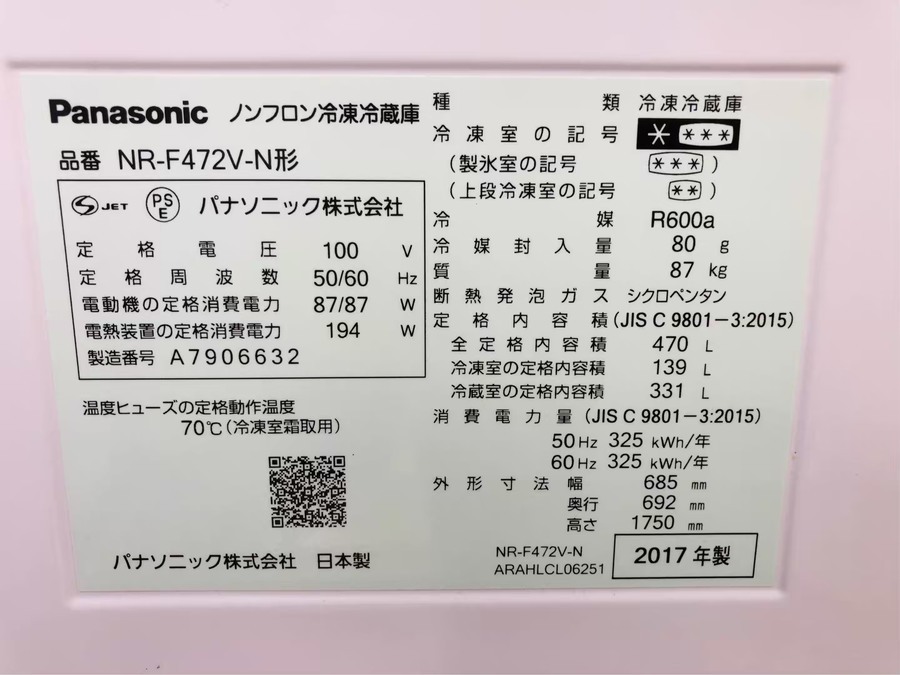 Panasonic ノンフロン冷凍冷蔵庫
品番 NR-F472V-N形
S JET PSE パナソニック株式会社
定格電圧 100 V
定格周波数 50/60 Hz
電動機の定格消費電力 87/87 W
電熱装置の定格消費電力 194 W
製造番号 A7906632
温度ヒューズの定格動作温度
70℃(冷凍室霜取用)
パナソニック株式会社 日本製
種類 冷凍冷蔵庫
冷凍室の記号 * ***
(製氷室の記号 *** )
(上段冷凍室の記号 ** )
冷媒 R600a
冷媒封入量 80 g
質量 87 kg
断熱発泡ガス シクロペンタン
定格内容積(JIS C 9801-3:2015)
全定格内容積 470 L
冷凍室の定格内容積 139 L
冷蔵室の定格内容積 331 L
消費電力量(JIS C 9801-3:2015)
50Hz 325 kWh/年
60Hz 325 kWh/年
外形寸法幅 685 mm
奥行 692 mm
高さ 1750 mm
NR-F472V-N
ARAHLCL06251
2017年製